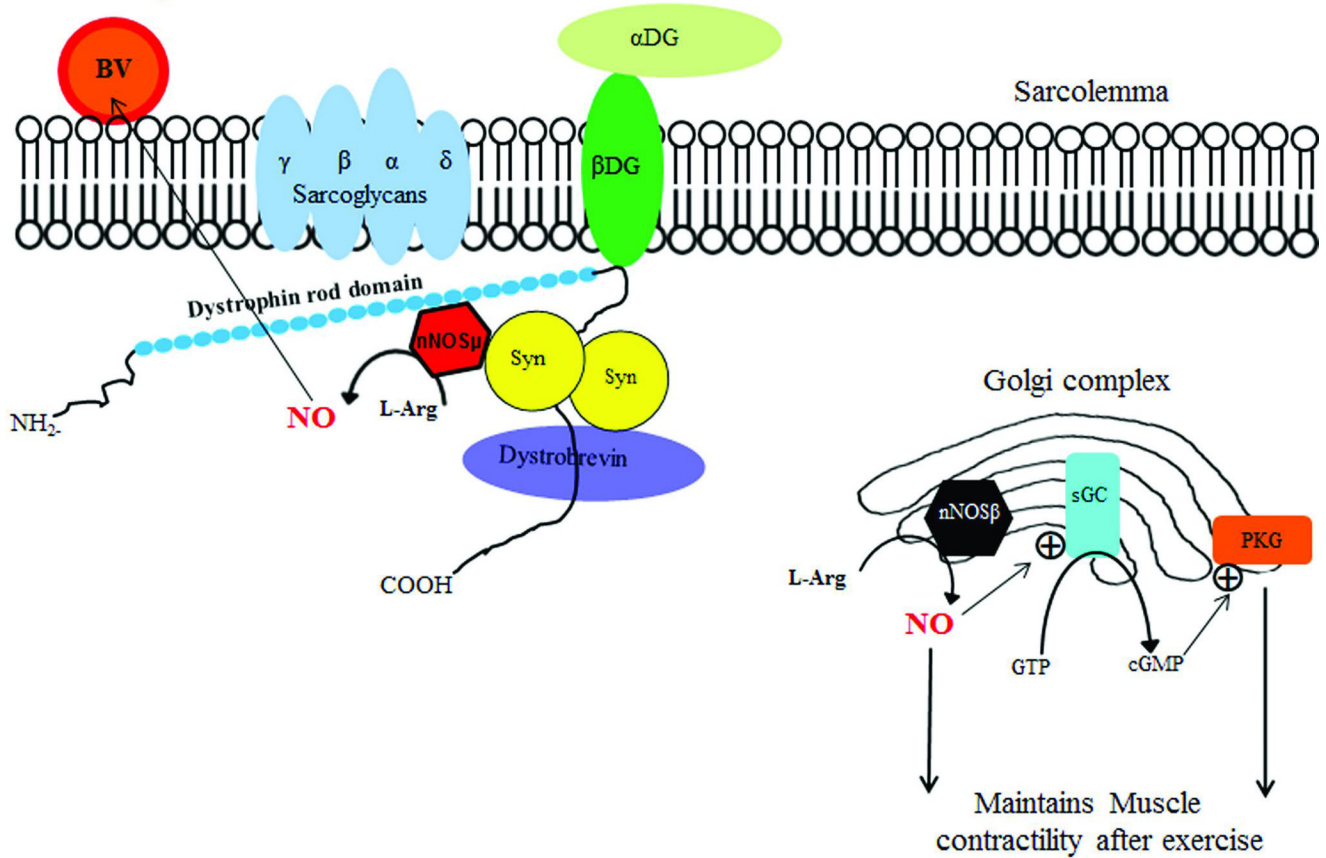 αDG
BV
Sarcolemma
γ β α δ
Sarcoglycans
βDG
Dystrophin rod domain
nNOSμ
Syn
Syn
NO
L-Arg
NH2-
Dystrobrevin
COOH
Golgi complex
sGC
nNOSβ
PKG
+
+
L-Arg
NO
GTP
cGMP
Maintains Muscle
contractility after exercise